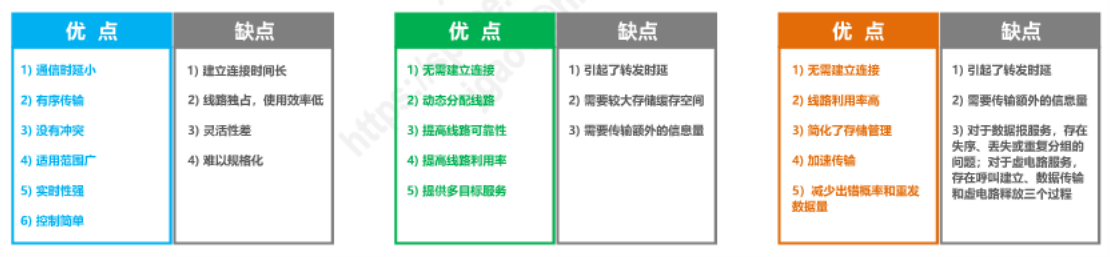 优 点
缺点
1) 通信时延小
2) 有序传输
3) 没有冲突
4) 适用范围广
5) 实时性强
6) 控制简单
1) 建立连接时间长
2) 线路独占，使用效率低
3) 灵活性差
4) 难以规格化
优 点
缺点
1) 无需建立连接
2) 动态分配线路
3) 提高线路可靠性
4) 提高线路利用率
5) 提供多目标服务
1) 引起了转发时延
2) 需要较大存储缓存空间
3) 需要传输额外的信息量
优 点
缺点
1) 无需建立连接
2) 线路利用率高
3) 简化了存储管理
4) 加速传输
5）减少出错概率和重发
数据量
1) 引起了转发时延
2) 需要传输额外的信息量
3) 对于数据报服务，存在
失序、丢失或重复分组的
问题；对于虚电路服务，
存在呼叫建立、数据传输
和虚电路释放三个过程